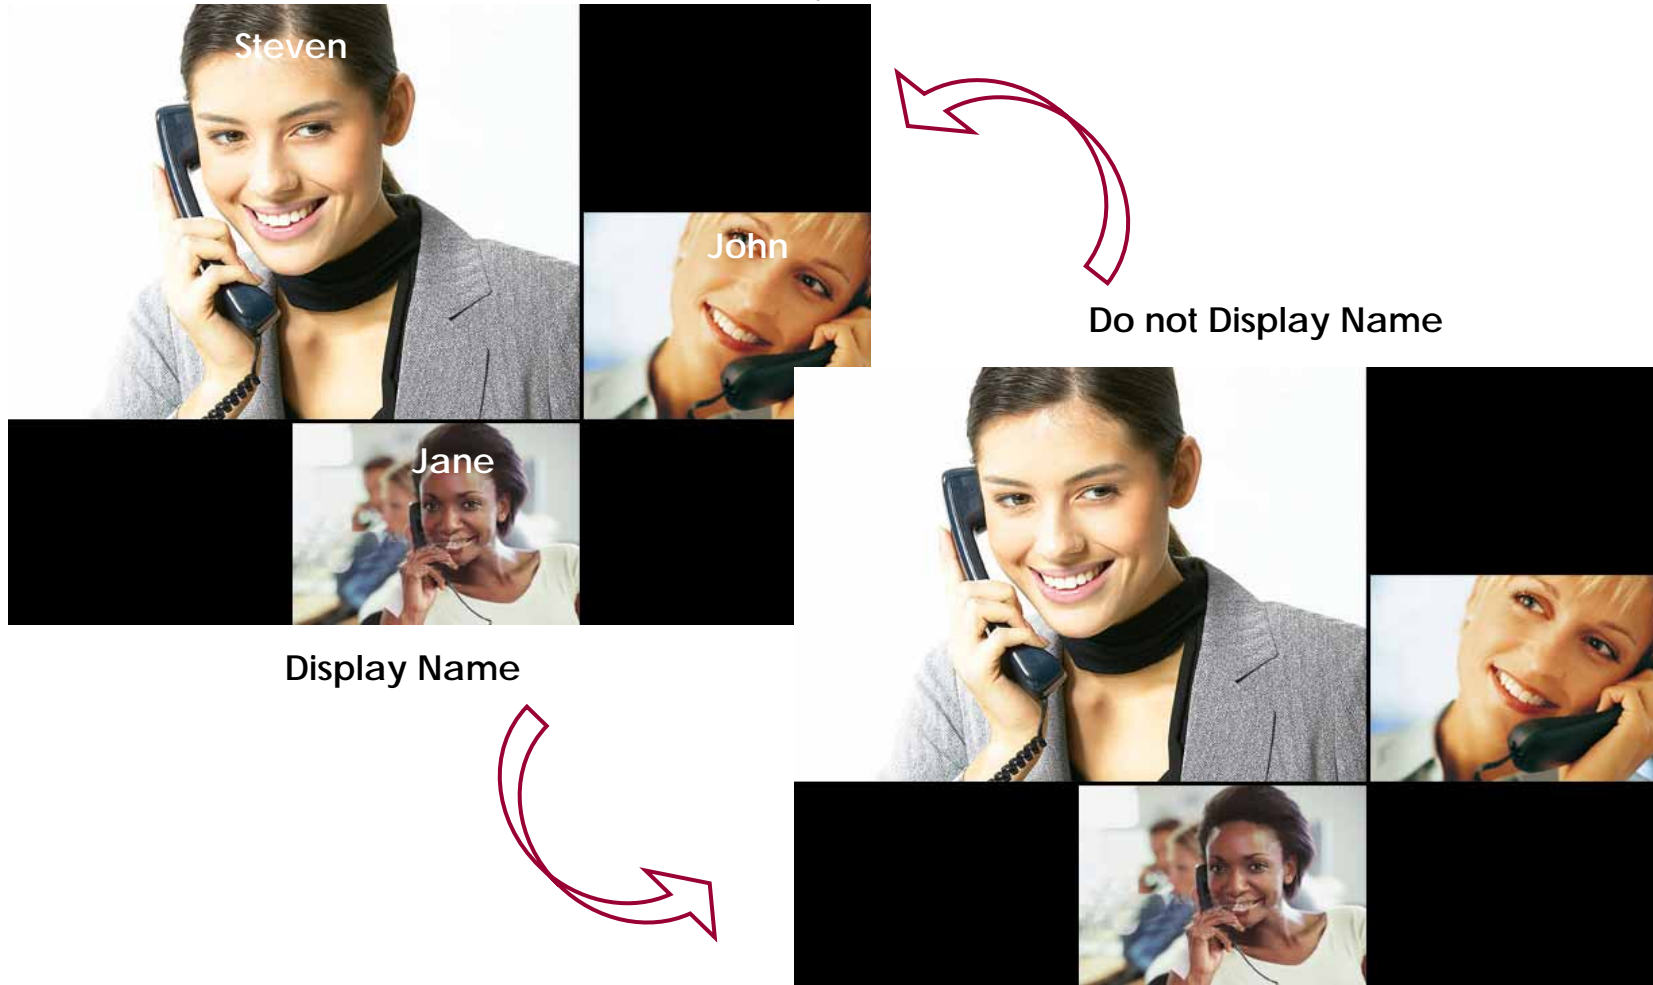 Steven
John
Do not Display Name
Jane
Display Name